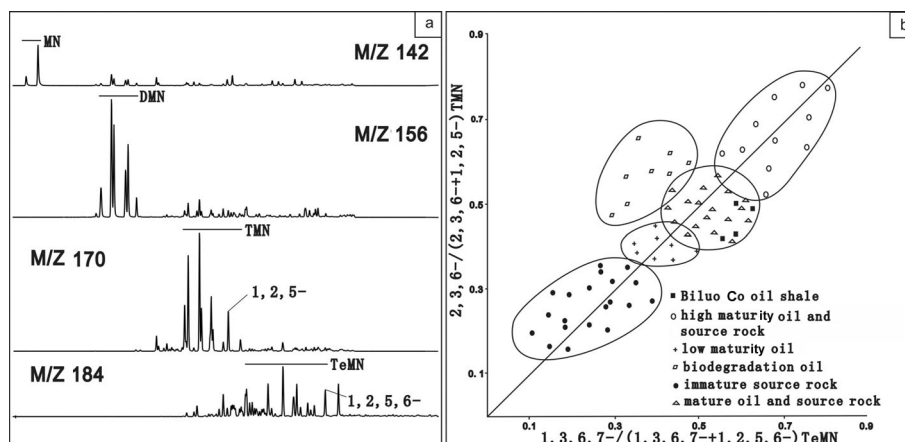 a
MN
M/Z 142
DMN
M/Z 156
TMN
M/Z 170
1,2,5-
TeMN
M/Z 184
1,2,5,6-
b
2,3,6-/(2,3,6-+1,2,5-)TMN
0.7
0.5
0.3
0.1
Biluo Co oil shale
high maturity oil and
source rock
low maturity oil
biodegradation oil
immature source rock
mature oil and source rock
0.1
0.3
0.5
0.7
1,3,6,7-/(1,3,6,7-+1,2,5,6-)TeMN